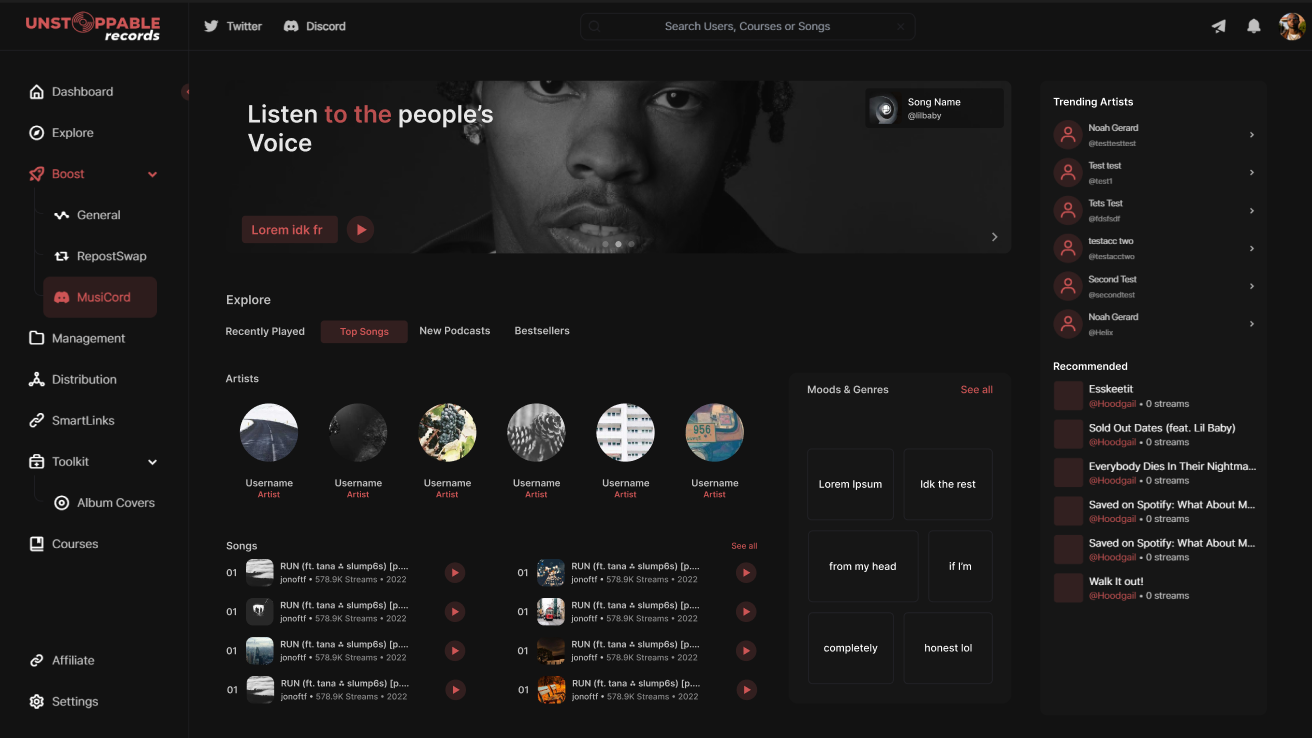 UNSTOPPABLE
records
Twitter
Discord
Search Users, Courses or Songs
Dashboard
Explore
Boost
General
RepostSwap
MusiCord
Management
Distribution
SmartLinks
Toolkit
Album Covers
Courses
Affiliate
Settings
Listen to the people's
Voice
Lorem idk fr
Song Name
@lilbaby
Explore
Recently Played
Top Songs
New Podcasts
Bestsellers
Artists
Username
Artist
Username
Artist
Username
Artist
Username
Artist
Username
Artist
956
Username
Artist
Songs
See all
01
RUN (ft. tana ஃ slump6s) [p....
jonoftf • 578.9K Streams • 2022
01
RUN (ft. tana ஃ slump6s) [p....
jonoftf • 578.9K Streams • 2022
01
RUN (ft. tana ஃ slump6s) [p....
jonoftf • 578.9K Streams • 2022
01
RUN (ft. tana ஃ slump6s) [p....
jonoftf • 578.9K Streams • 2022
01
RUN (ft. tana ஃ slump6s) [p....
jonoftf • 578.9K Streams • 2022
01
RUN (ft. tana ஃ slump6s) [p....
jonoftf • 578.9K Streams • 2022
01
RUN (ft. tana ஃ slump6s) [p....
jonoftf • 578.9K Streams • 2022
01
RUN (ft. tana ஃ slump6s) [p....
jonoftf • 578.9K Streams • 2022
Moods & Genres
See all
Lorem Ipsum
Idk the rest
from my head
if I'm
completely
honest lol
Trending Artists
Noah Gerard
@testtesttest
Test test
@test1
Tets Test
@fdsfsdf
testacc two
@testacctwo
Second Test
@secondtest
Noah Gerard
@Helix
Recommended
Esskeetit
@Hoodgail • 0 streams
Sold Out Dates (feat. Lil Baby)
@Hoodgail • 0 streams
Everybody Dies In Their Nightma...
@Hoodgail • 0 streams
Saved on Spotify: What About M...
@Hoodgail • 0 streams
Saved on Spotify: What About M...
@Hoodgail • 0 streams
Walk It out!
@Hoodgail • 0 streams